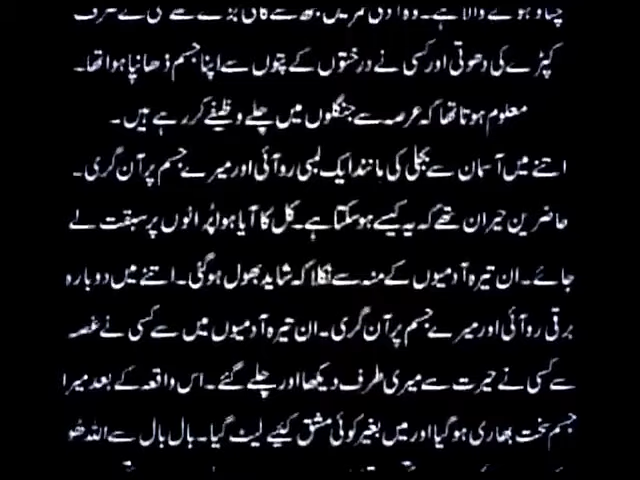 کپڑے کی دھوتی اور کسی نے درختوں کے پتوں سے اپنا جسم ڈھانپا ہوا تھا۔
معلوم ہوتا تھا کہ عرصہ سے جنگلوں میں چلے وظیفے کر رہے ہیں۔
اتنے میں آسمان سے بجلی کی مانند ایک لمبی رو آئی اور میرے جسم پر آن گری۔
حاضرین حیران تھے کہ یہ کیسے ہو سکتا ہے۔ کل کا آیا ہوا پُرانوں پر سبقت لے
جائے۔ ان تیرہ آدمیوں کے منہ سے نکلا کہ شاید بھول ہو گئی۔ اتنے میں دوبارہ
برقی رو آئی اور میرے جسم پر آن گری۔ ان تیرہ آدمیوں میں سے کسی نے غصہ
سے کسی نے حیرت سے میری طرف دیکھا اور چلے گئے۔ اس واقعہ کے بعد میرا
جسم سخت بھاری ہو گیا اور میں بغیر کوئی مشق کیئے لیٹ گیا۔ بال بال سے اللہ ھُو